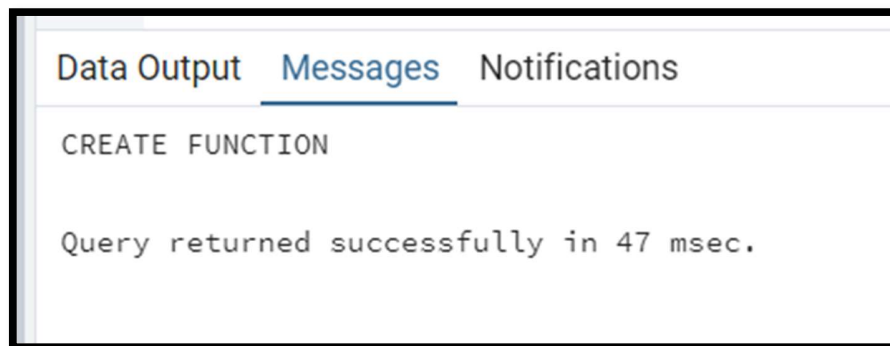 Data Output Messages Notifications
CREATE FUNCTION
Query returned successfully in 47 msec.